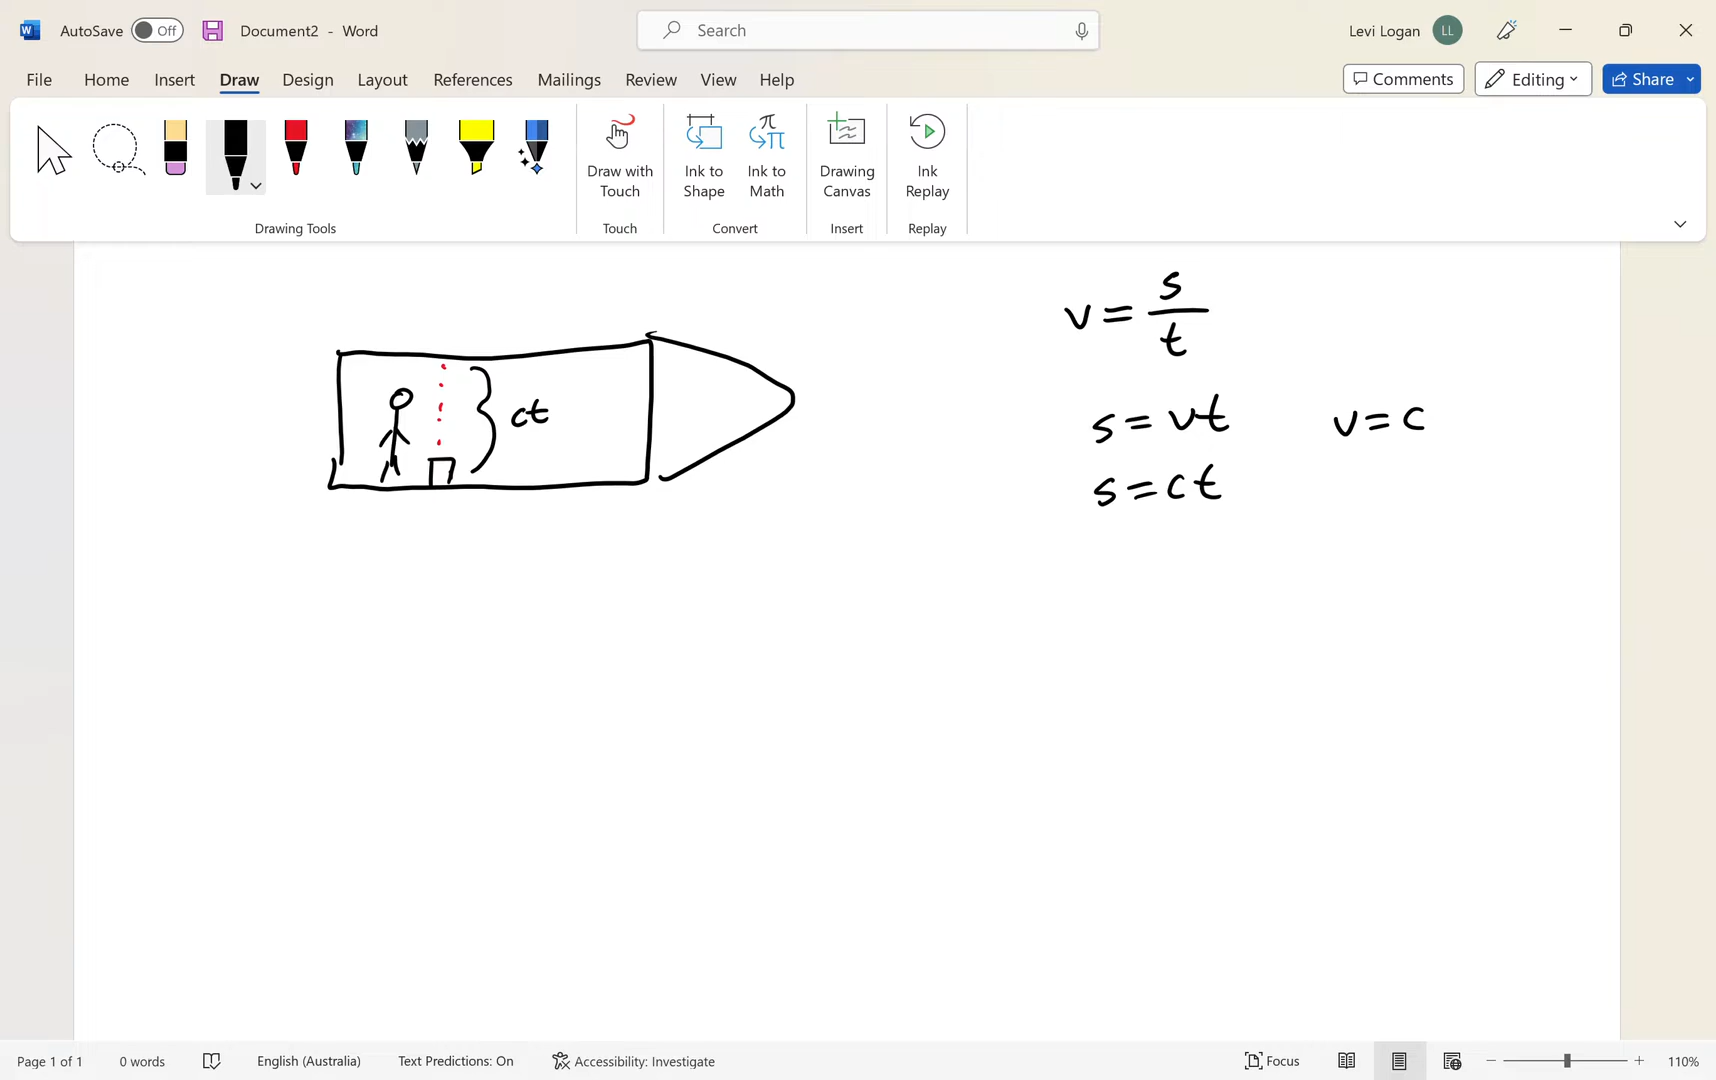 AutoSave Off Document2 - Word Search Levi Logan LL
File Home Insert Draw Design Layout References Mailings Review View Help Comments Editing Share
Draw with Touch
Ink to Shape
Ink to Math
Drawing Canvas
Ink Replay
Drawing Tools Touch Convert Insert Replay
v = s/t
s = vt v = c
ct
s = ct
Page 1 of 1 0 words English (Australia) Text Predictions: On Accessibility: Investigate Focus 110%